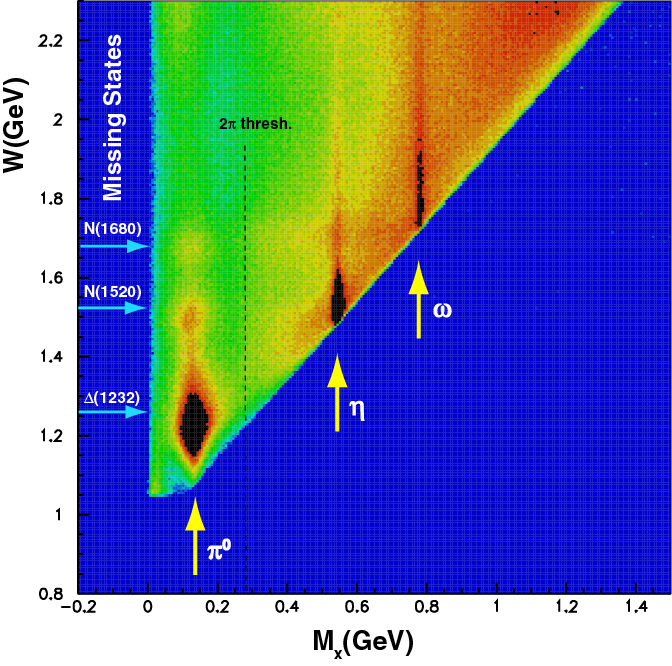 W(GeV)
2.2
2
1.8
1.6
1.4
1.2
1
0.8
Missing States
2π thresh.
N(1680)
N(1520)
Δ(1232)
ω
η
π⁰
−0.2 0 0.2 0.4 0.6 0.8 1 1.2 1.4
Mₓ(GeV)